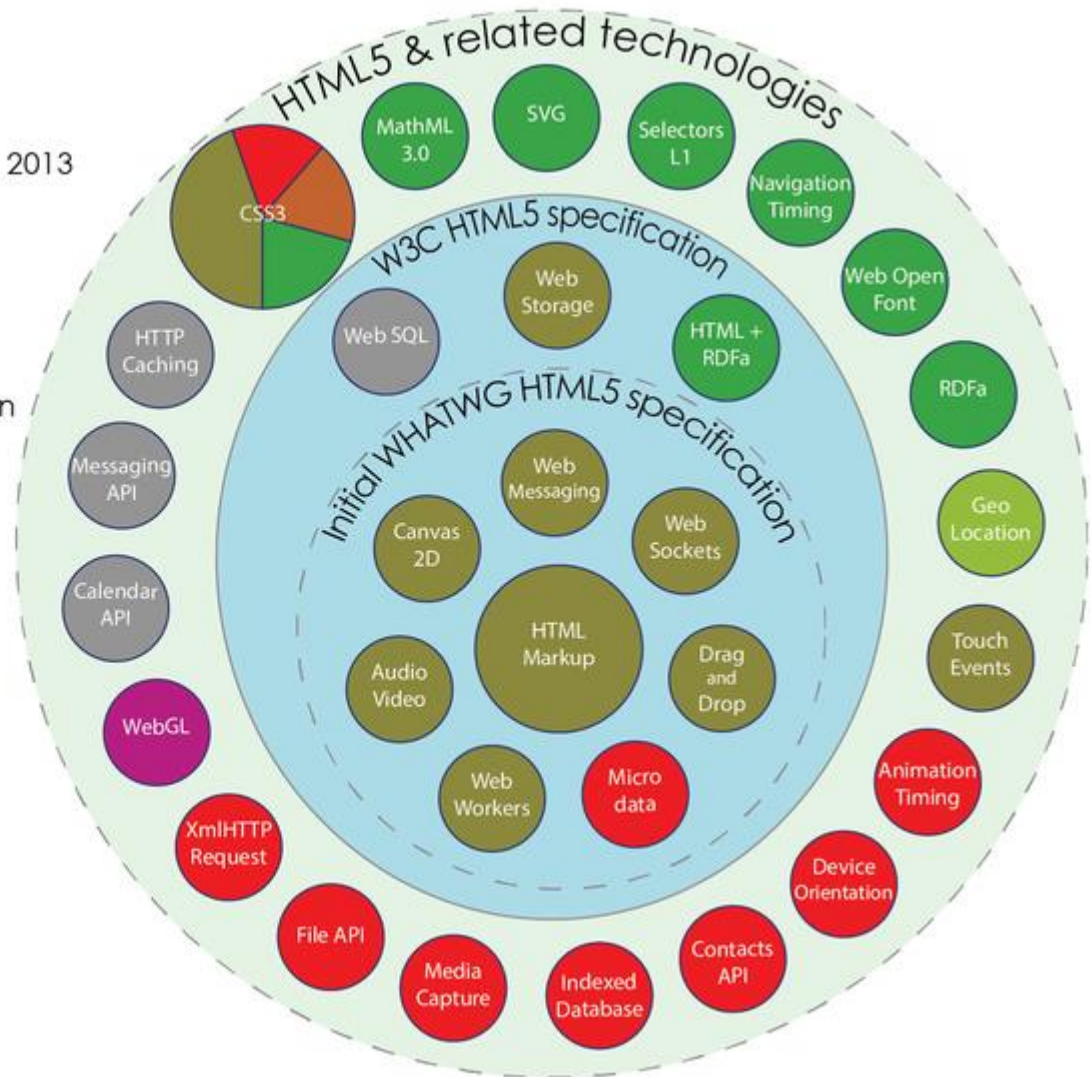 HTML5 & related technologies
2013
n
CSS3
MathML
3.0
SVG
Selectors
L1
Navigation
Timing
Web Open
Font
RDFa
Geo
Location
Touch
Events
Animation
Timing
Device
Orientation
Contacts
API
Indexed
Database
Media
Capture
File API
XmlHTTP
Request
WebGL
Calendar
API
Messaging
API
HTTP
Caching
W3C HTML5 specification
Web SQL
Web
Storage
HTML +
RDFa
Initial WHATWG HTML5 specification
Web
Messaging
Canvas
2D
Web
Sockets
HTML
Markup
Audio
Video
Drag
and
Drop
Web
Workers
Micro
data